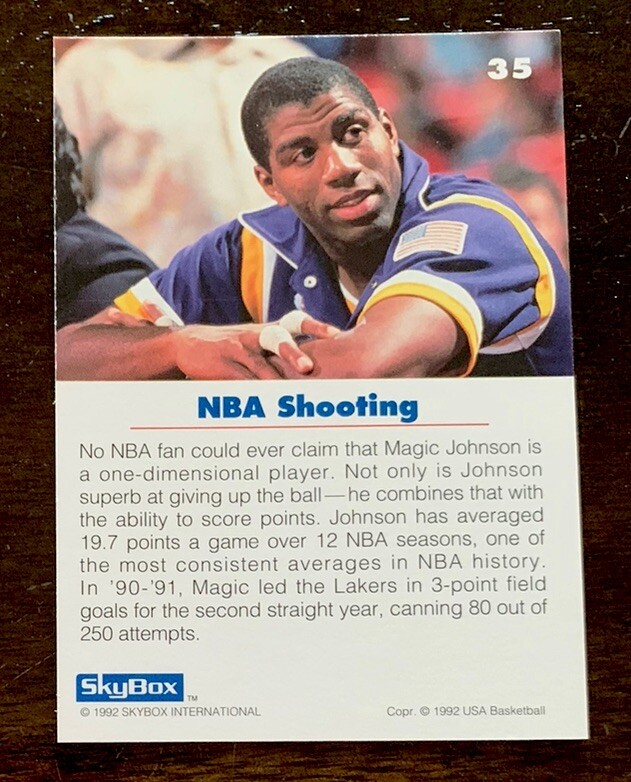 35
NBA Shooting
No NBA fan could ever claim that Magic Johnson is
a one-dimensional player. Not only is Johnson
superb at giving up the ball—he combines that with
the ability to score points. Johnson has averaged
19.7 points a game over 12 NBA seasons, one of
the most consistent averages in NBA history.
In '90-'91, Magic led the Lakers in 3-point field
goals for the second straight year, canning 80 out of
250 attempts.
SkyBox TM
© 1992 SKYBOX INTERNATIONAL
Copr. © 1992 USA Basketball